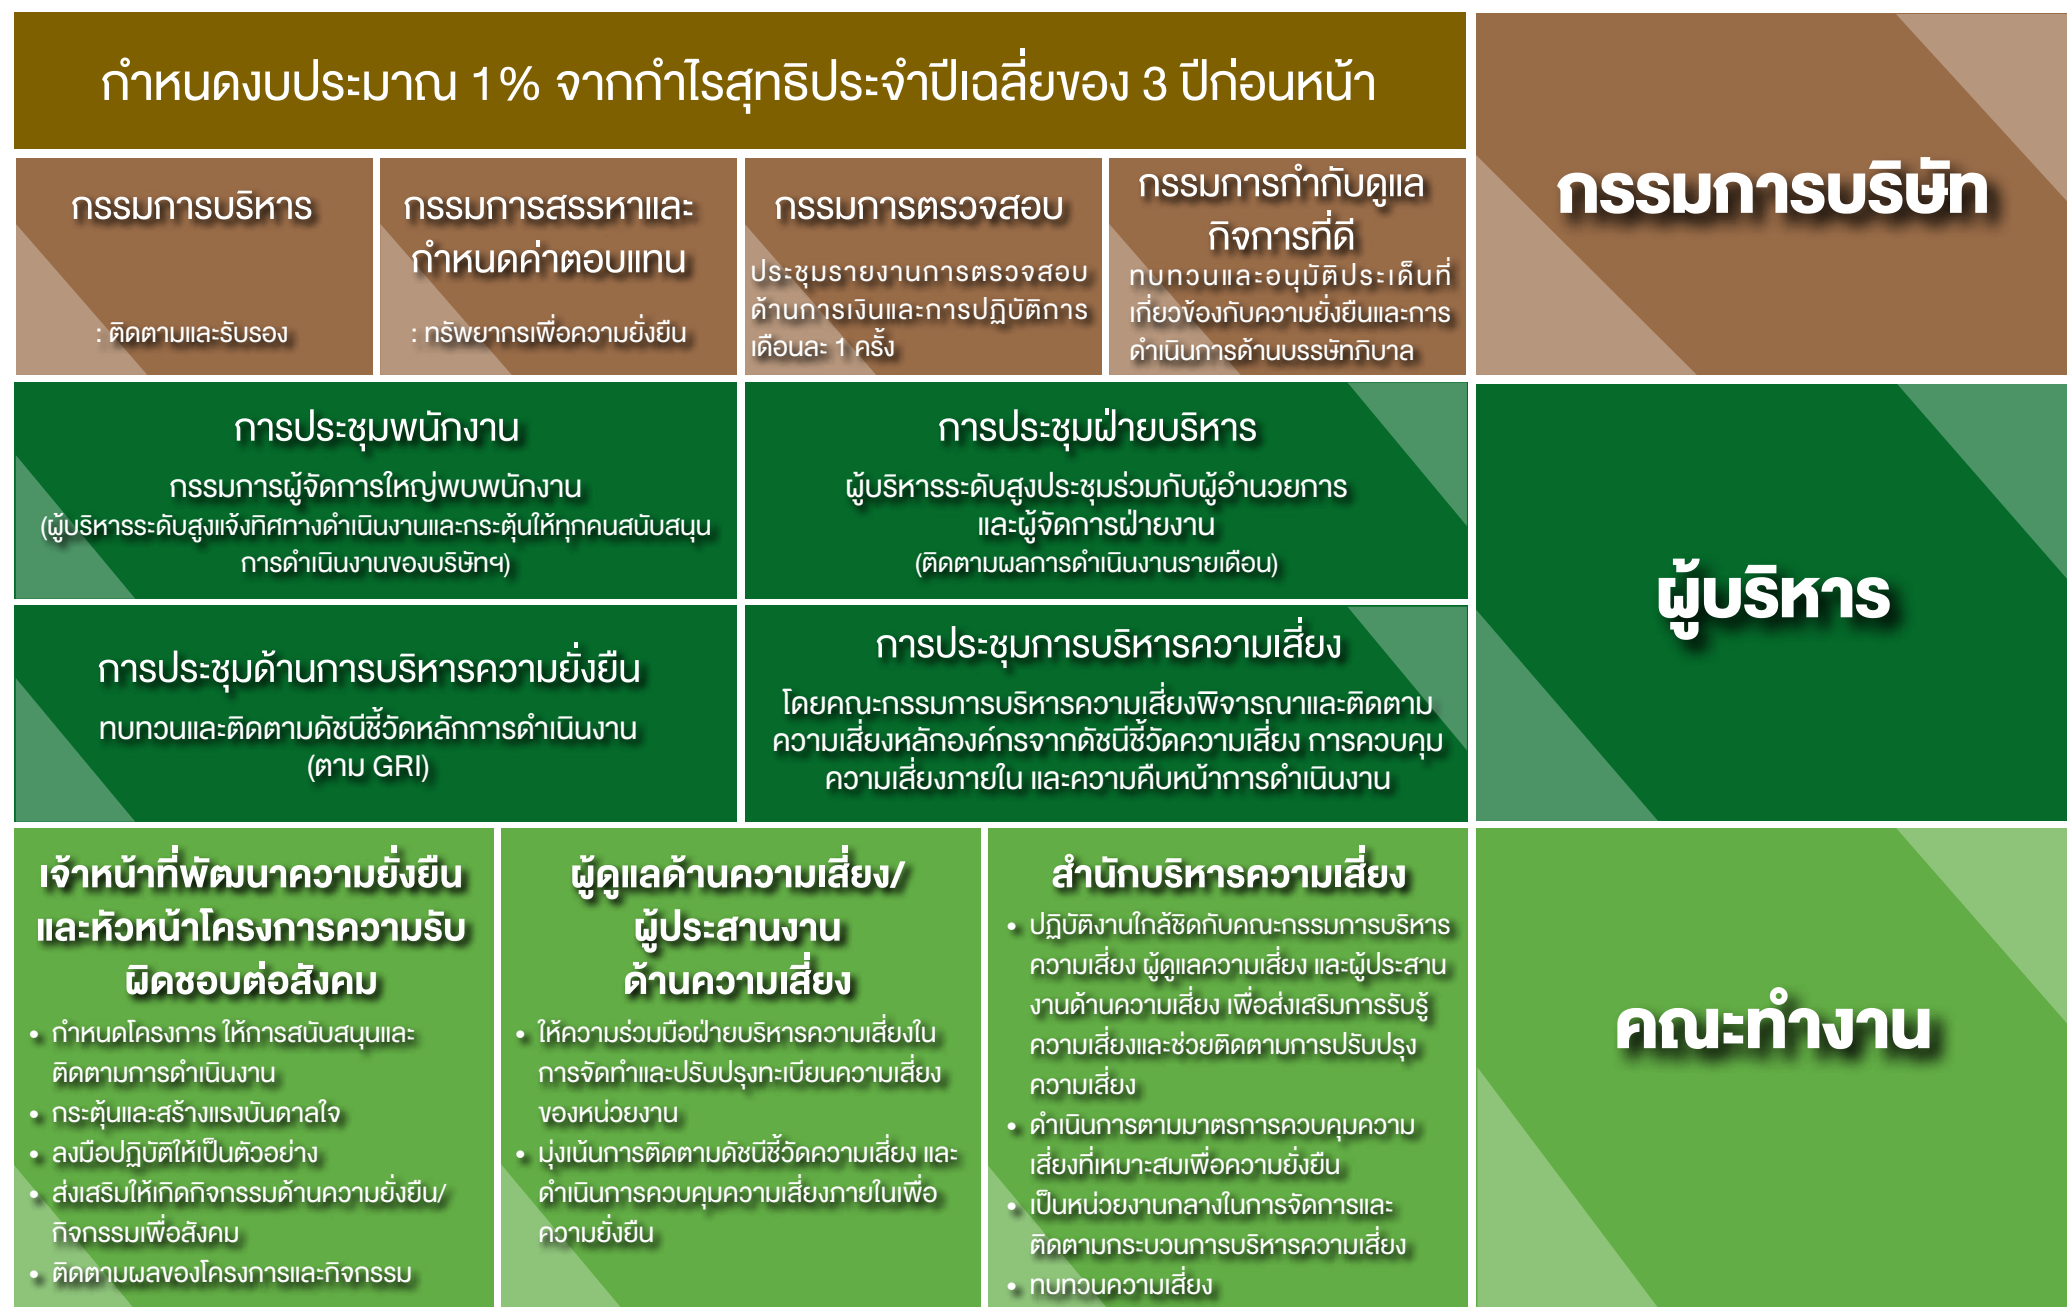 กำหนดงบประมาณ 1% จากกำไรสุทธิประจำปีเฉลี่ยของ 3 ปีก่อนหน้า
กรรมการบริษัท
กรรมการบริหาร
: ติดตามและรับรอง
กรรมการสรรหาและ
กำหนดค่าตอบแทน
: ทรัพยากรเพื่อความยั่งยืน
กรรมการตรวจสอบ
ประชุมรายงานการตรวจสอบ
ด้านการเงินและการปฏิบัติการ
เดือนละ 1 ครั้ง
กรรมการกำกับดูแล
กิจการที่ดี
ทบทวนและอนุมัติประเด็นที่
เกี่ยวข้องกับความยั่งยืนและการ
ดำเนินการด้านบรรษัทภิบาล
การประชุมพนักงาน
กรรมการผู้จัดการใหญ่พบพนักงาน
(ผู้บริหารระดับสูงแจ้งทิศทางดำเนินงานและกระตุ้นให้ทุกคนสนับสนุน
การดำเนินงานของบริษัทฯ)
การประชุมฝ่ายบริหาร
ผู้บริหารระดับสูงประชุมร่วมกับผู้อำนวยการ
และผู้จัดการฝ่ายงาน
(ติดตามผลการดำเนินงานรายเดือน)
ผู้บริหาร
การประชุมด้านการบริหารความยั่งยืน
ทบทวนและติดตามดัชนีชี้วัดหลักการดำเนินงาน
(ตาม GRI)
การประชุมการบริหารความเสี่ยง
โดยคณะกรรมการบริหารความเสี่ยงพิจารณาและติดตาม
ความเสี่ยงหลักองค์กรจากดัชนีชี้วัดความเสี่ยง การควบคุม
ความเสี่ยงภายใน และความคืบหน้าการดำเนินงาน
เจ้าหน้าที่พัฒนาความยั่งยืน
และหัวหน้าโครงการความรับ
ผิดชอบต่อสังคม
• กำหนดโครงการ ให้การสนับสนุนและ
ติดตามการดำเนินงาน
• กระตุ้นและสร้างแรงบันดาลใจ
• ลงมือปฏิบัติให้เป็นตัวอย่าง
• ส่งเสริมให้เกิดกิจกรรมด้านความยั่งยืน/
กิจกรรมเพื่อสังคม
• ติดตามผลของโครงการและกิจกรรม
ผู้ดูแลด้านความเสี่ยง/
ผู้ประสานงาน
ด้านความเสี่ยง
• ให้ความร่วมมือฝ่ายบริหารความเสี่ยงใน
การจัดทำและปรับปรุงทะเบียนความเสี่ยง
ของหน่วยงาน
• มุ่งเน้นการติดตามดัชนีชี้วัดความเสี่ยง และ
ดำเนินการควบคุมความเสี่ยงภายในเพื่อ
ความยั่งยืน
สำนักบริหารความเสี่ยง
• ปฏิบัติงานใกล้ชิดกับคณะกรรมการบริหาร
ความเสี่ยง ผู้ดูแลความเสี่ยง และผู้ประสาน
งานด้านความเสี่ยง เพื่อส่งเสริมการรับรู้
ความเสี่ยงและช่วยติดตามการปรับปรุง
ความเสี่ยง
• ดำเนินการตามมาตรการควบคุมความ
เสี่ยงที่เหมาะสมเพื่อความยั่งยืน
• เป็นหน่วยงานกลางในการจัดการและ
ติดตามกระบวนการบริหารความเสี่ยง
• ทบทวนความเสี่ยง
คณะทำงาน